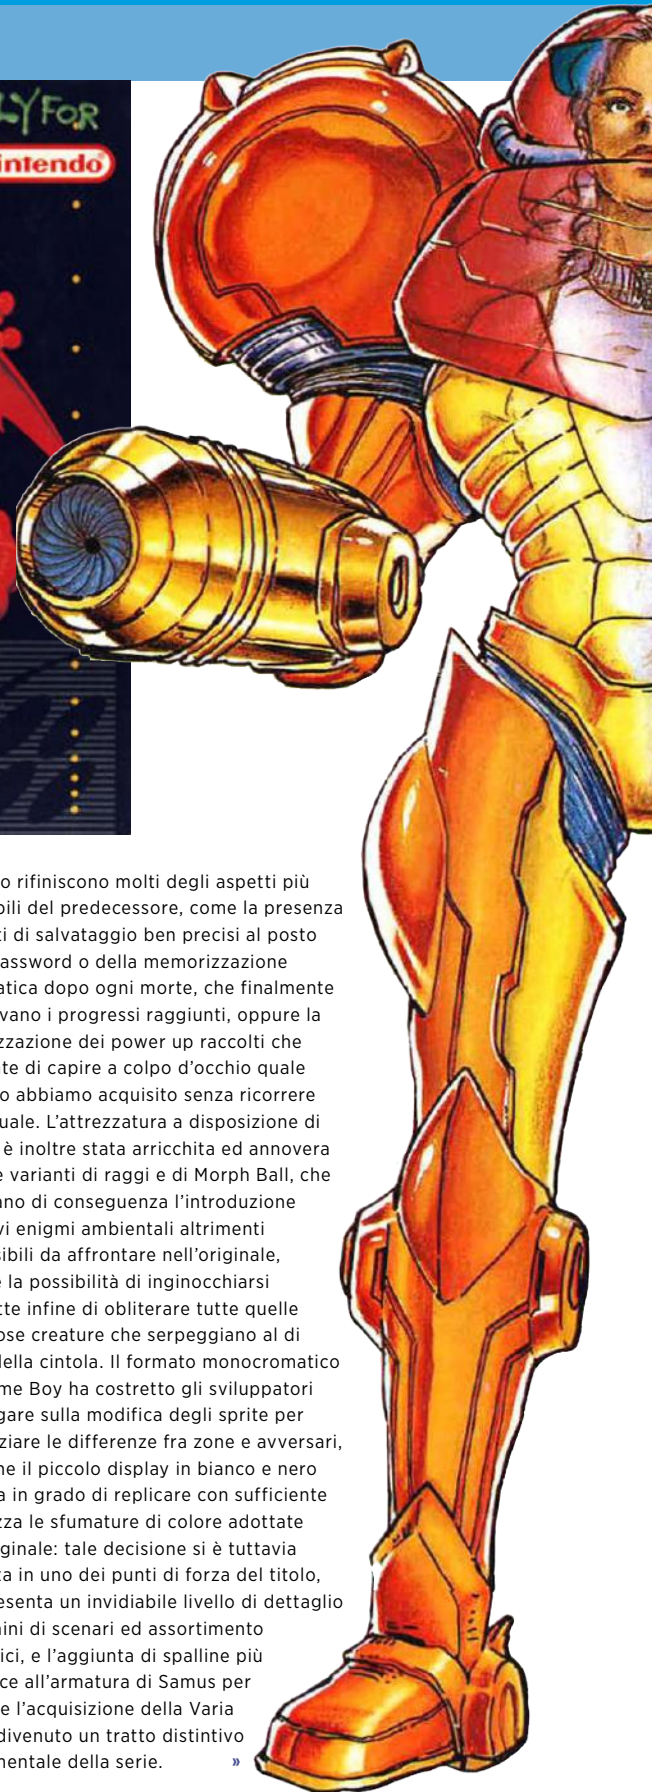 LY FOR
intendo®
o rifiniscono molti degli aspetti più
bili del predecessore, come la presenza
ti di salvataggio ben precisi al posto
assword o della memorizzazione
atica dopo ogni morte, che finalmente
vano i progressi raggiunti, oppure la
zzazione dei power up raccolti che
te di capire a colpo d’occhio quale
o abbiamo acquisito senza ricorrere
uale. L’attrezzatura a disposizione di
è inoltre stata arricchita ed annovera
e varianti di raggi e di Morph Ball, che
nno di conseguenza l’introduzione
vi enigmi ambientali altrimenti
sibili da affrontare nell’originale,
e la possibilità di inginocchiarsi
tte infine di obliterare tutte quelle
ose creature che serpeggiano al di
della cintola. Il formato monocromatico
me Boy ha costretto gli sviluppatori
gare sulla modifica degli sprite per
ziare le differenze fra zone e avversari,
he il piccolo display in bianco e nero
a in grado di replicare con sufficiente
zza le sfumature di colore adottate
ginale: tale decisione si è tuttavia
ta in uno dei punti di forza del titolo,
esenta un invidiabile livello di dettaglio
nini di scenari ed assortimento
ici, e l’aggiunta di spalline più
ce all’armatura di Samus per
e l’acquisizione della Varia
divenuto un tratto distintivo
mentale della serie. »